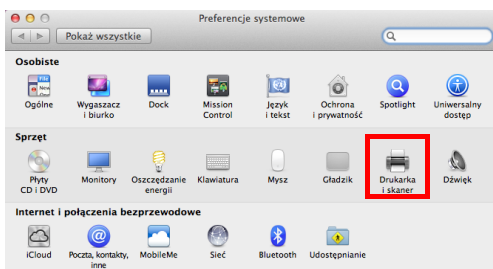 Preferencje systemowe
Pokaż wszystkie
Osobiste
Ogólne
Wygaszacz i biurko
Dock
Mission Control
Język i tekst
Ochrona i prywatność
Spotlight
Uniwersalny dostęp
Sprzęt
Płyty CD i DVD
Monitory
Oszczędzanie energii
Klawiatura
Mysz
Gładzik
Drukarka i skaner
Dźwięk
Internet i połączenia bezprzewodowe
iCloud
Poczta, kontakty, inne
MobileMe
Sieć
Bluetooth
Udostępnianie